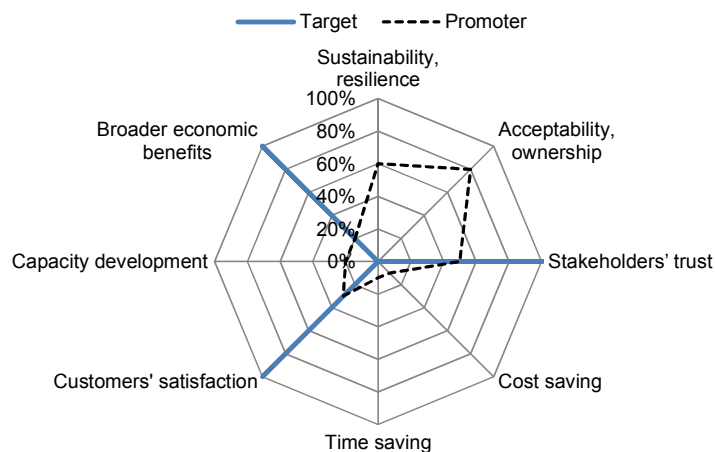 Target Promoter
Sustainability,
resilience
100%
Broader economic
benefits
80%
Acceptability,
ownership
60%
40%
20%
Capacity development
0%
Stakeholders’ trust
Customers' satisfaction
Cost saving
Time saving